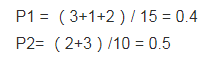 P1 = ( 3+1+2 ) / 15 = 0.4
P2= ( 2+3 ) /10 = 0.5